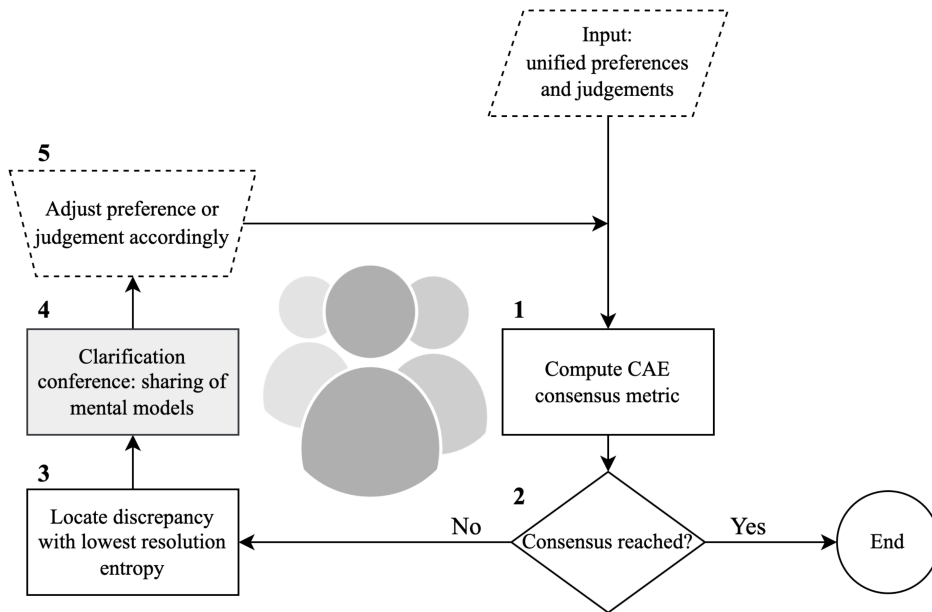 Input:
unified preferences
and judgements
5
Adjust preference or
judgement accordingly
4
Clarification
conference: sharing of
mental models
1
Compute CAE
consensus metric
3
Locate discrepancy
with lowest resolution
entropy
No
2
Consensus reached?
Yes
End